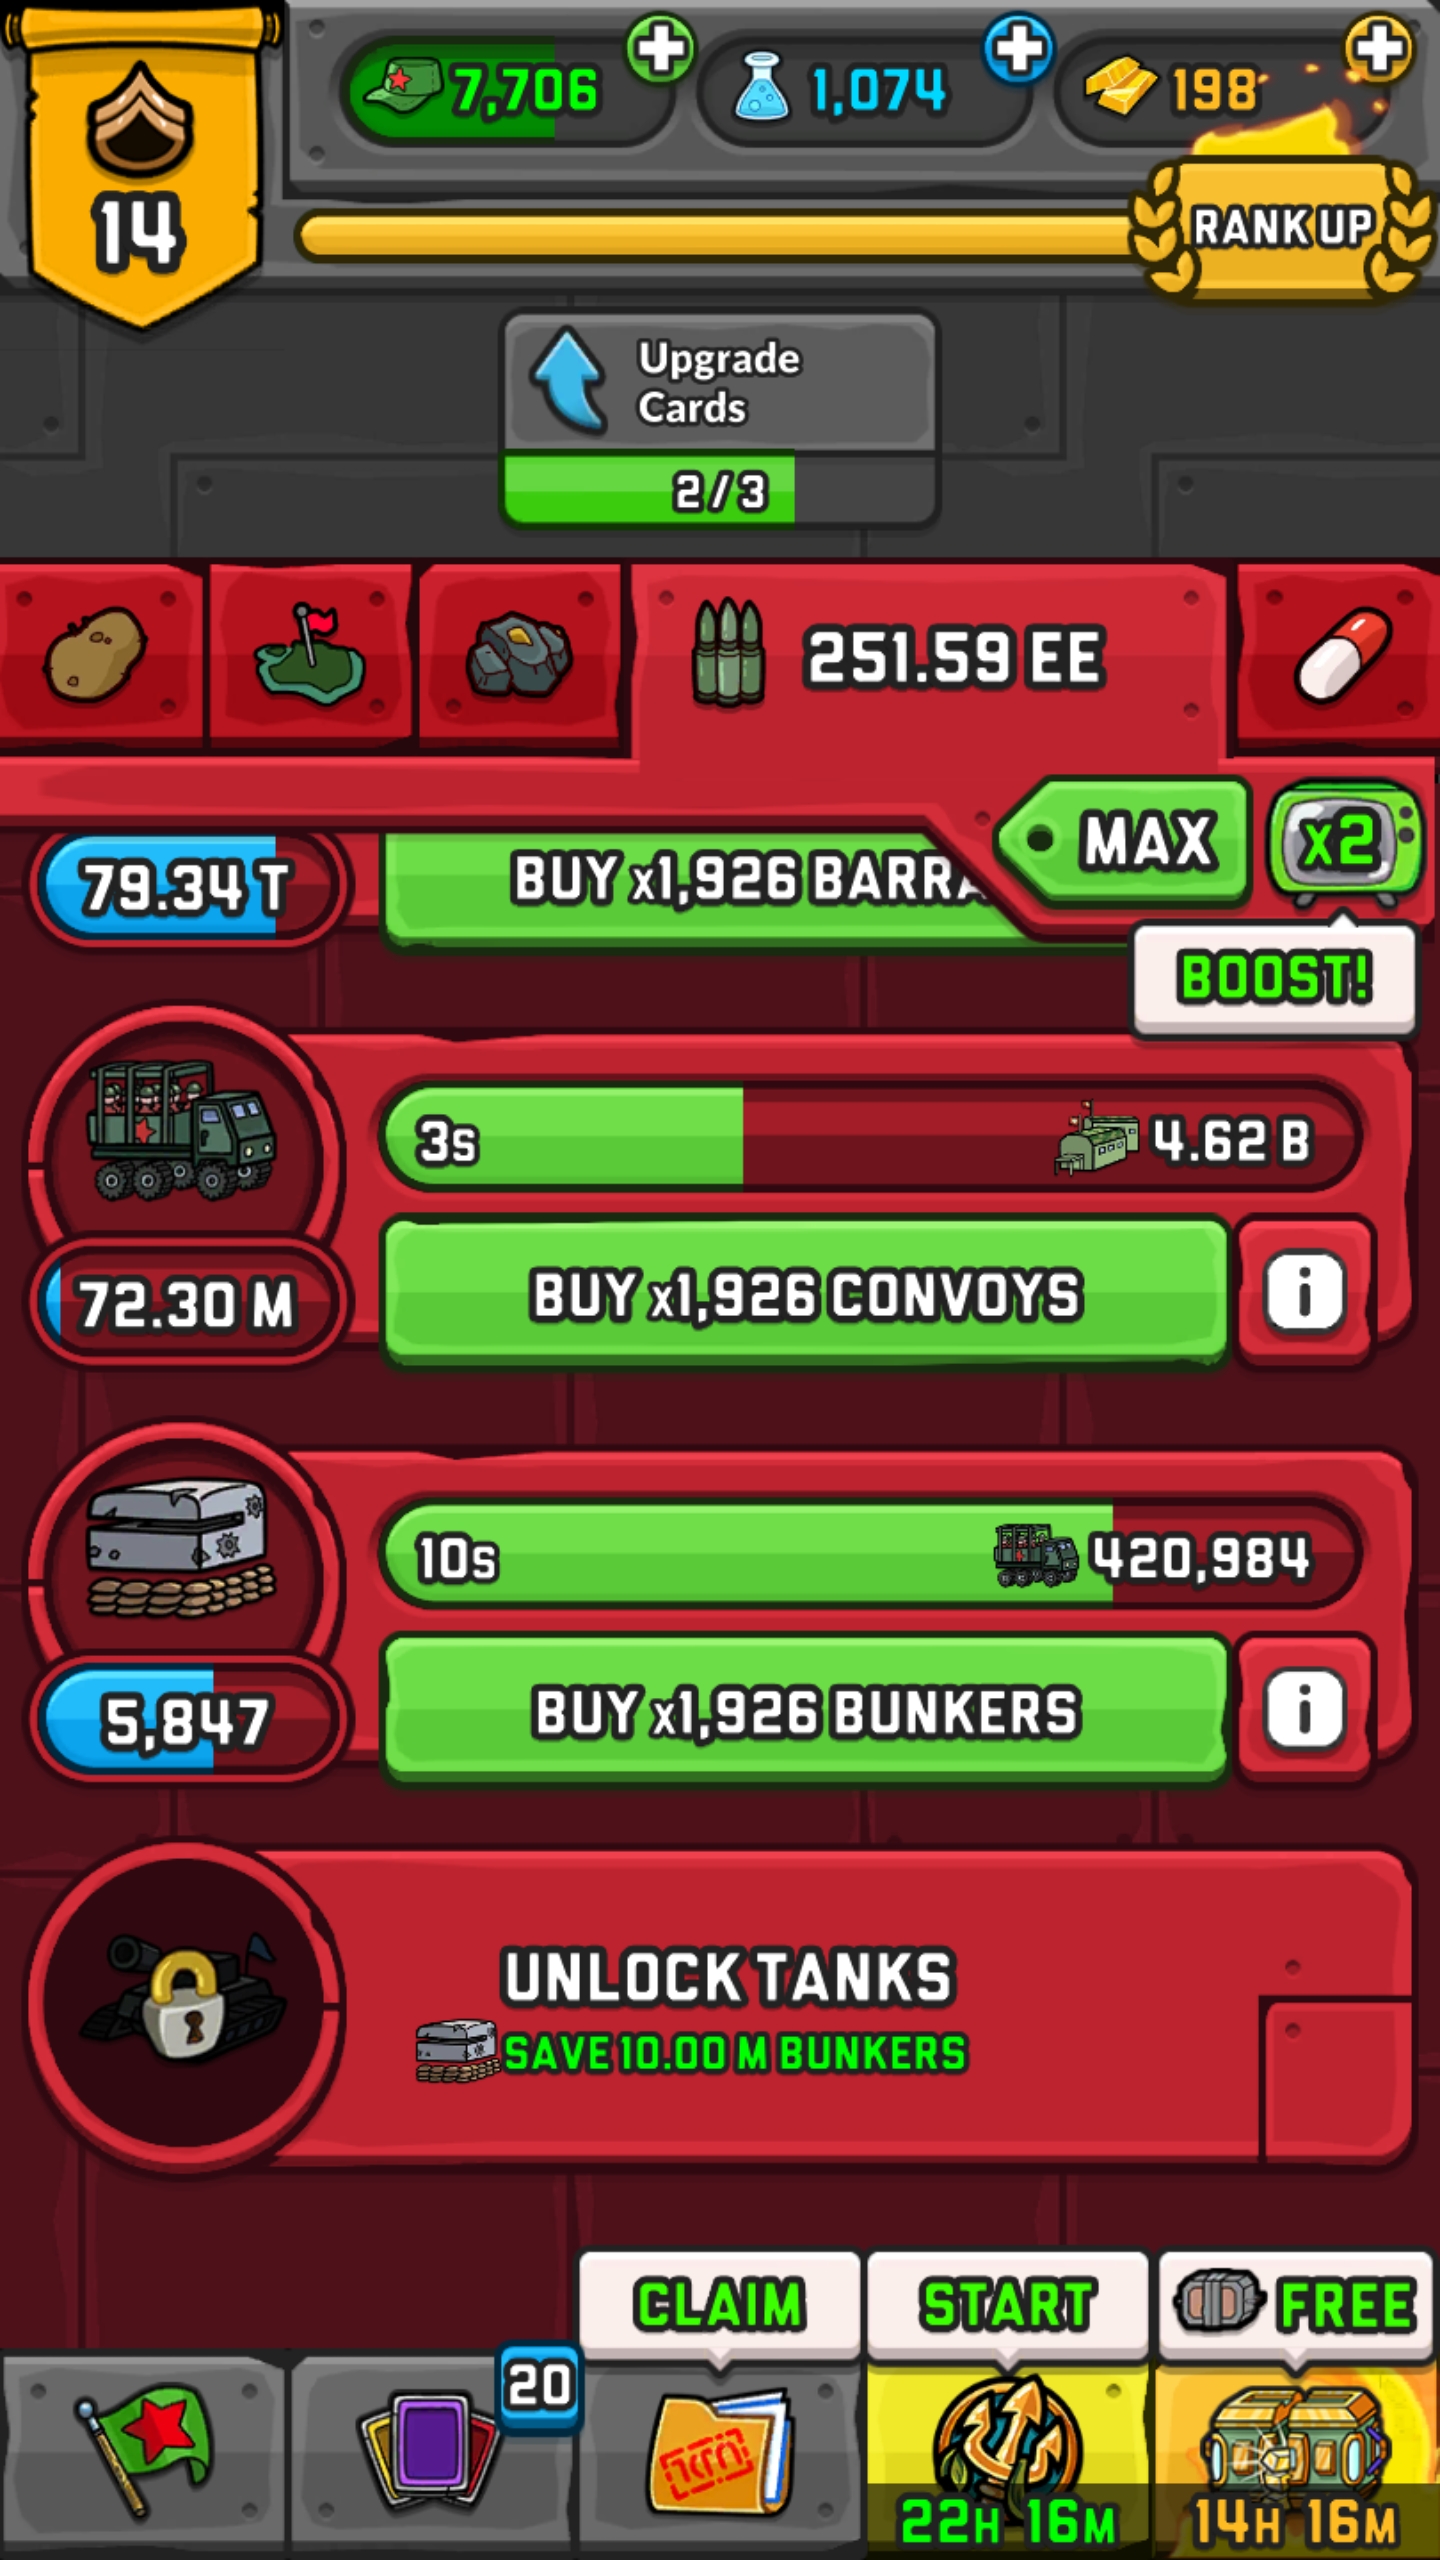 14
7,706
1,074
198
RANK UP
Upgrade
Cards
2/3
251.59 EE
MAX
x2
79.34 T
BUY x1,926 BARRA
BOOST!
3s
4.62 B
72.30 M
BUY x1,926 CONVOYS
i
10s
420,984
5,847
BUY x1,926 BUNKERS
i
UNLOCK TANKS
SAVE 10.00 M BUNKERS
CLAIM
START
FREE
20
22H 16M
14H 16M